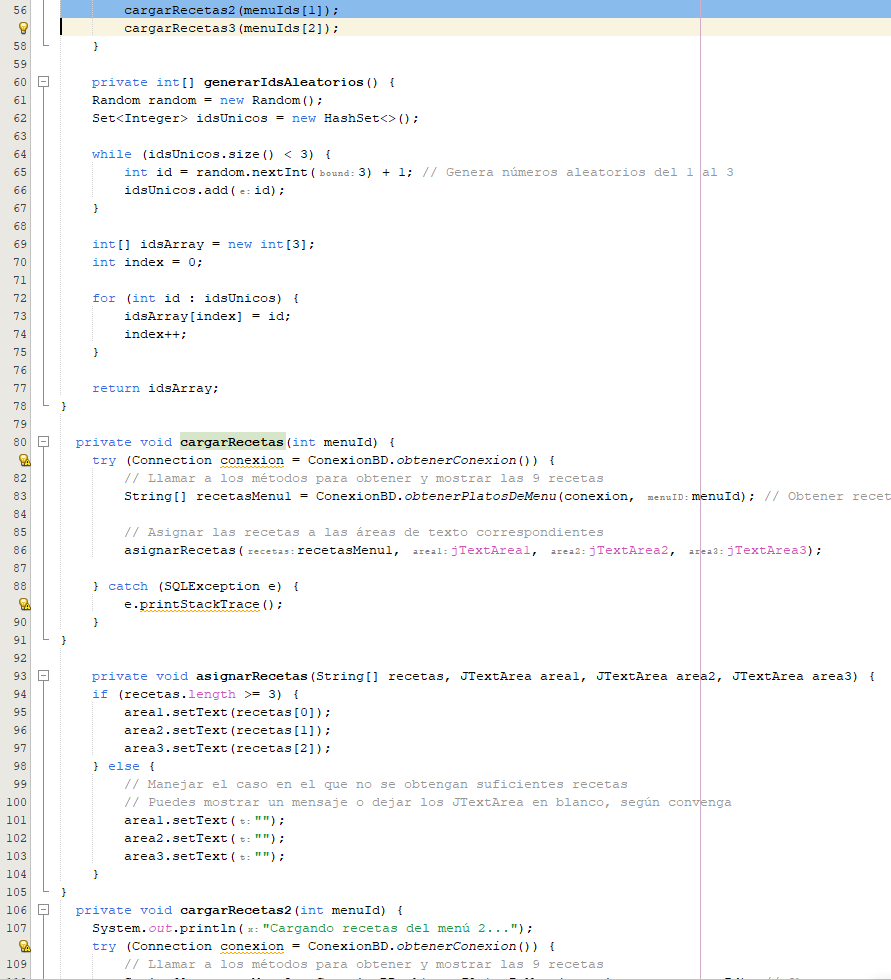 56 cargarRecetas2(menuIds[1]);
cargarRecetas3(menuIds[2]);
58 }
59
60 private int[] generarIdsAleatorios() {
61 Random random = new Random();
62 Set<Integer> idsUnicos = new HashSet<>();
63
64 while (idsUnicos.size() < 3) {
65 int id = random.nextInt(bound:3) + 1; // Genera números aleatorios del 1 al 3
66 idsUnicos.add(e:id);
67 }
68
69 int[] idsArray = new int[3];
70 int index = 0;
71
72 for (int id : idsUnicos) {
73 idsArray[index] = id;
74 index++;
75 }
76
77 return idsArray;
78 }
79
80 private void cargarRecetas(int menuId) {
try (Connection conexion = ConexionBD.obtenerConexion()) {
82 // Llamar a los métodos para obtener y mostrar las 9 recetas
83 String[] recetasMenu1 = ConexionBD.obtenerPlatosDeMenu(conexion, menuID:menuId); // Obtener recet
84
85 // Asignar las recetas a las áreas de texto correspondientes
86 asignarRecetas(recetas:recetasMenu1, area1:jTextArea1, area2:jTextArea2, area3:jTextArea3);
87
88 } catch (SQLException e) {
e.printStackTrace();
90 }
91 }
92
93 private void asignarRecetas(String[] recetas, JTextArea area1, JTextArea area2, JTextArea area3) {
94 if (recetas.length >= 3) {
95 area1.setText(recetas[0]);
96 area2.setText(recetas[1]);
97 area3.setText(recetas[2]);
98 } else {
99 // Manejar el caso en el que no se obtengan suficientes recetas
100 // Puedes mostrar un mensaje o dejar los JTextArea en blanco, según convenga
101 area1.setText(t:"");
102 area2.setText(t:"");
103 area3.setText(t:"");
104 }
105 }
106 private void cargarRecetas2(int menuId) {
107 System.out.println(x:"Cargando recetas del menú 2...");
try (Connection conexion = ConexionBD.obtenerConexion()) {
109 // Llamar a los métodos para obtener y mostrar las 9 recetas